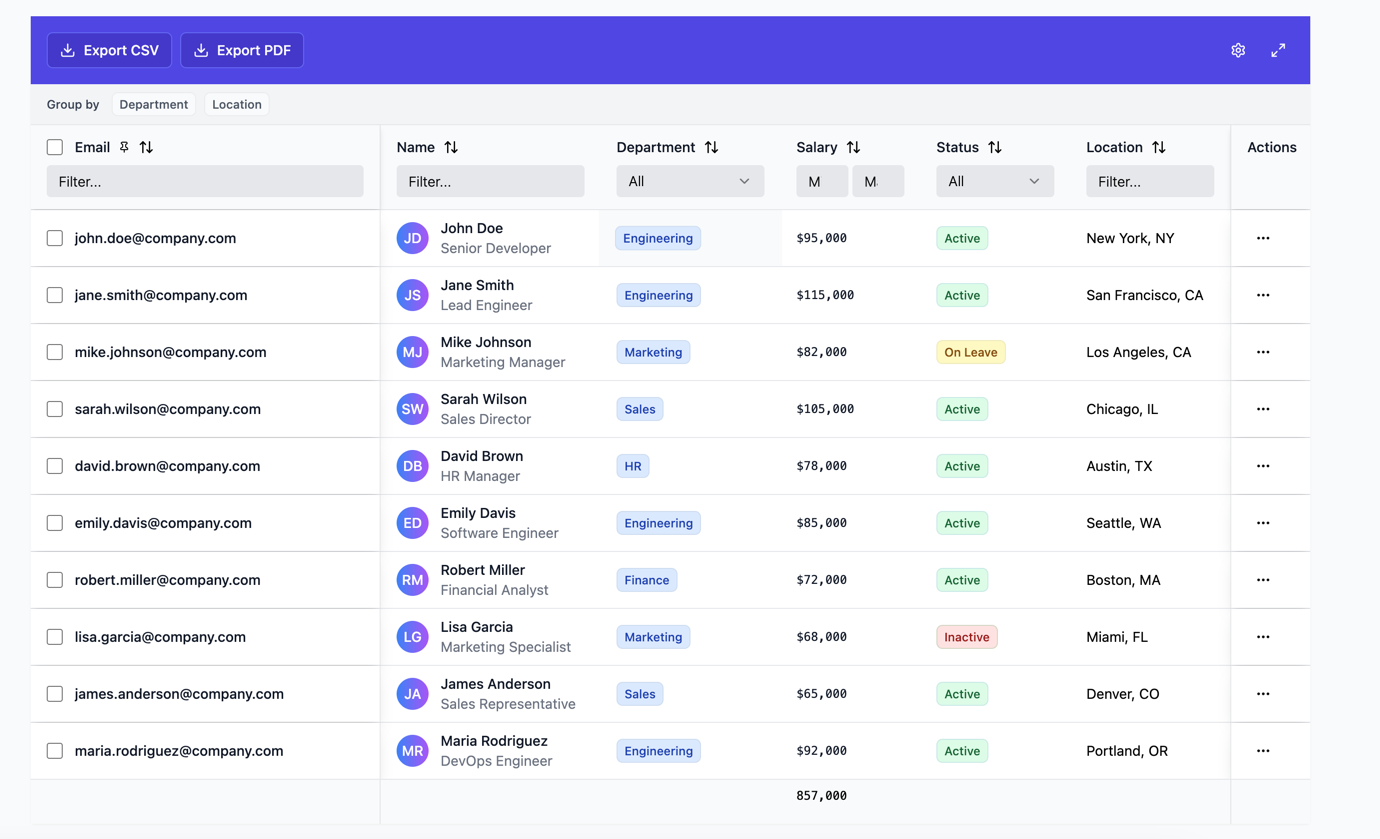 Export CSV Export PDF
Group by Department Location
Email Name Department Salary Status Location Actions
Filter... Filter... All M M. All Filter...
john.doe@company.com JD John Doe Senior Developer Engineering $95,000 Active New York, NY ...
jane.smith@company.com JS Jane Smith Lead Engineer Engineering $115,000 Active San Francisco, CA ...
mike.johnson@company.com MJ Mike Johnson Marketing Manager Marketing $82,000 On Leave Los Angeles, CA ...
sarah.wilson@company.com SW Sarah Wilson Sales Director Sales $105,000 Active Chicago, IL ...
david.brown@company.com DB David Brown HR Manager HR $78,000 Active Austin, TX ...
emily.davis@company.com ED Emily Davis Software Engineer Engineering $85,000 Active Seattle, WA ...
robert.miller@company.com RM Robert Miller Financial Analyst Finance $72,000 Active Boston, MA ...
lisa.garcia@company.com LG Lisa Garcia Marketing Specialist Marketing $68,000 Inactive Miami, FL ...
james.anderson@company.com JA James Anderson Sales Representative Sales $65,000 Active Denver, CO ...
maria.rodriguez@company.com MR Maria Rodriguez DevOps Engineer Engineering $92,000 Active Portland, OR ...
857,000